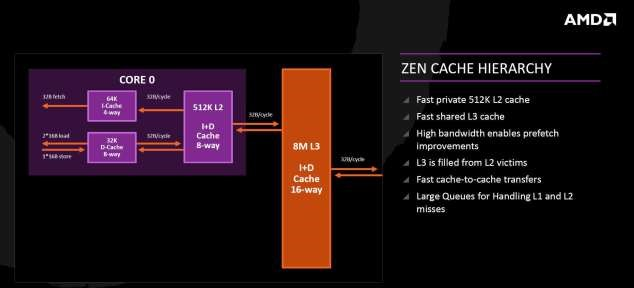 AMD
CORE 0
ZEN CACHE HIERARCHY
32B fetch
64K
I-Cache
4-way
32B/cycle
512K L2
I+D
Cache
8-way
32B/cycle
2*16B load
1*16B store
32K
D-Cache
8-way
32B/cycle
8M L3
I+D
Cache
16-way
32B/cycle
Fast private 512K L2 cache
Fast shared L3 cache
High bandwidth enables prefetch
improvements
L3 is filled from L2 victims
Fast cache-to-cache transfers
Large Queues for Handling L1 and L2
misses